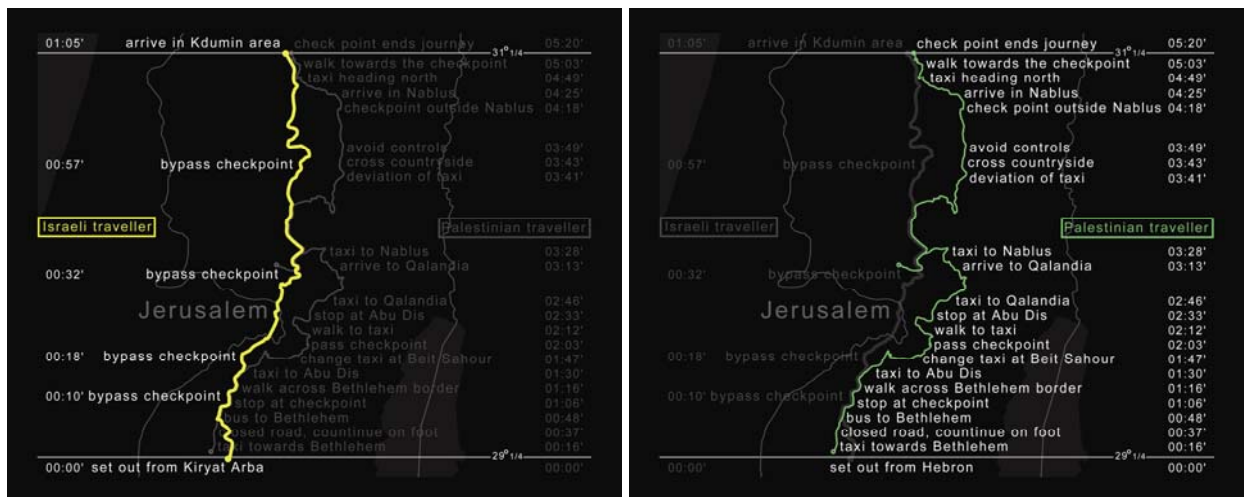 01:05' arrive in Kdumin area check point ends journey 05:20'
31° 1/4
walk towards the checkpoint 05:03'
taxi heading north 04:49'
arrive in Nablus 04:25'
checkpoint outside Nablus 04:18'
avoid controls 03:49'
00:57' bypass checkpoint cross countryside 03:43'
deviation of taxi 03:41'
Israeli traveller Palestinian traveller
taxi to Nablus 03:28'
arrive to Qalandia 03:13'
00:32' bypass checkpoint
taxi to Qalandia 02:46'
Jerusalem stop at Abu Dis 02:33'
walk to taxi 02:12'
pass checkpoint 02:03'
00:18' bypass checkpoint change taxi at Beit Sahour 01:47'
taxi to Abu Dis 01:30'
walk across Bethlehem border 01:16'
00:10' bypass checkpoint stop at checkpoint 01:06'
bus to Bethlehem 00:48'
closed road, countinue on foot 00:37'
taxi towards Bethlehem 00:16'
29° 1/4
00:00' set out from Kiryat Arba 00:00'
01:05' arrive in Kdumin area check point ends journey 05:20'
31° 1/4
walk towards the checkpoint 05:03'
taxi heading north 04:49'
arrive in Nablus 04:25'
check point outside Nablus 04:18'
avoid controls 03:49'
00:57' bypass checkpoint cross countryside 03:43'
deviation of taxi 03:41'
Israeli traveller Palestinian traveller
taxi to Nablus 03:28'
arrive to Qalandia 03:13'
00:32' bypass checkpoint
taxi to Qalandia 02:46'
Jerusalem stop at Abu Dis 02:33'
walk to taxi 02:12'
pass checkpoint 02:03'
00:18' bypass checkpoint change taxi at Beit Sahour 01:47'
taxi to Abu Dis 01:30'
walk across Bethlehem border 01:16'
00:10' bypass checkpoint stop at checkpoint 01:06'
bus to Bethlehem 00:48'
closed road, countinue on foot 00:37'
taxi towards Bethlehem 00:16'
29° 1/4
00:00' set out from Hebron 00:00'